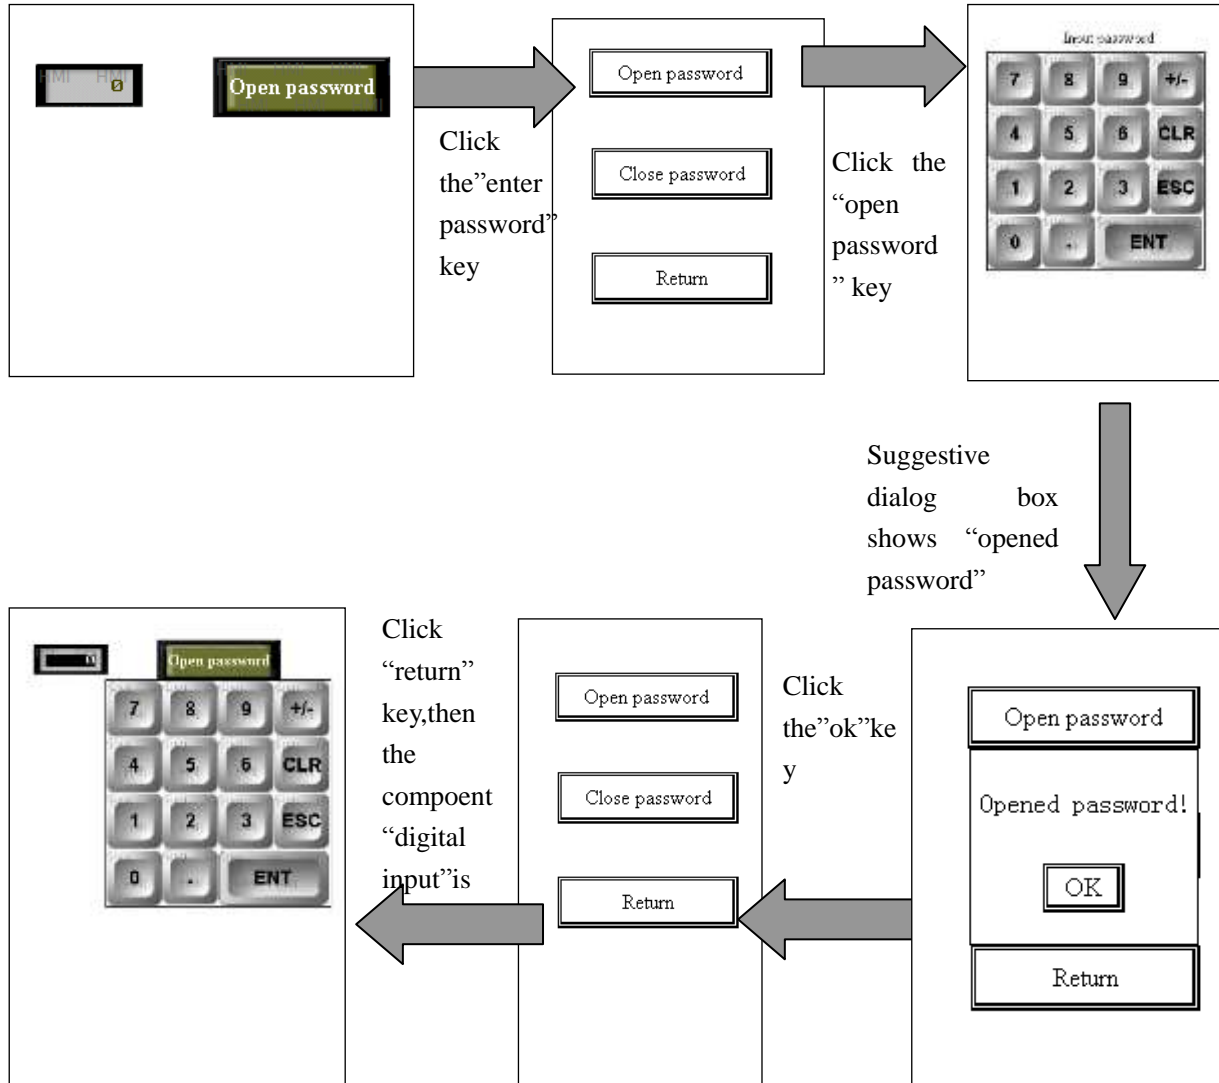 HMI HMI
0
Open password
Click
the”enter
password”
key
Open password
Close password
Return
Click the
“open
password
” key
Input password
7 8 9 +/-
4 5 6 CLR
1 2 3 ESC
0 . ENT
Suggestive
dialog box
shows “opened
password”
Open password
Opened password!
OK
Return
Click
the”ok”ke
y
Open password
Close password
Return
Click
“return”
key,then
the
compoent
“digital
input”is
Open password
7 8 9 +/-
4 5 6 CLR
1 2 3 ESC
0 . ENT